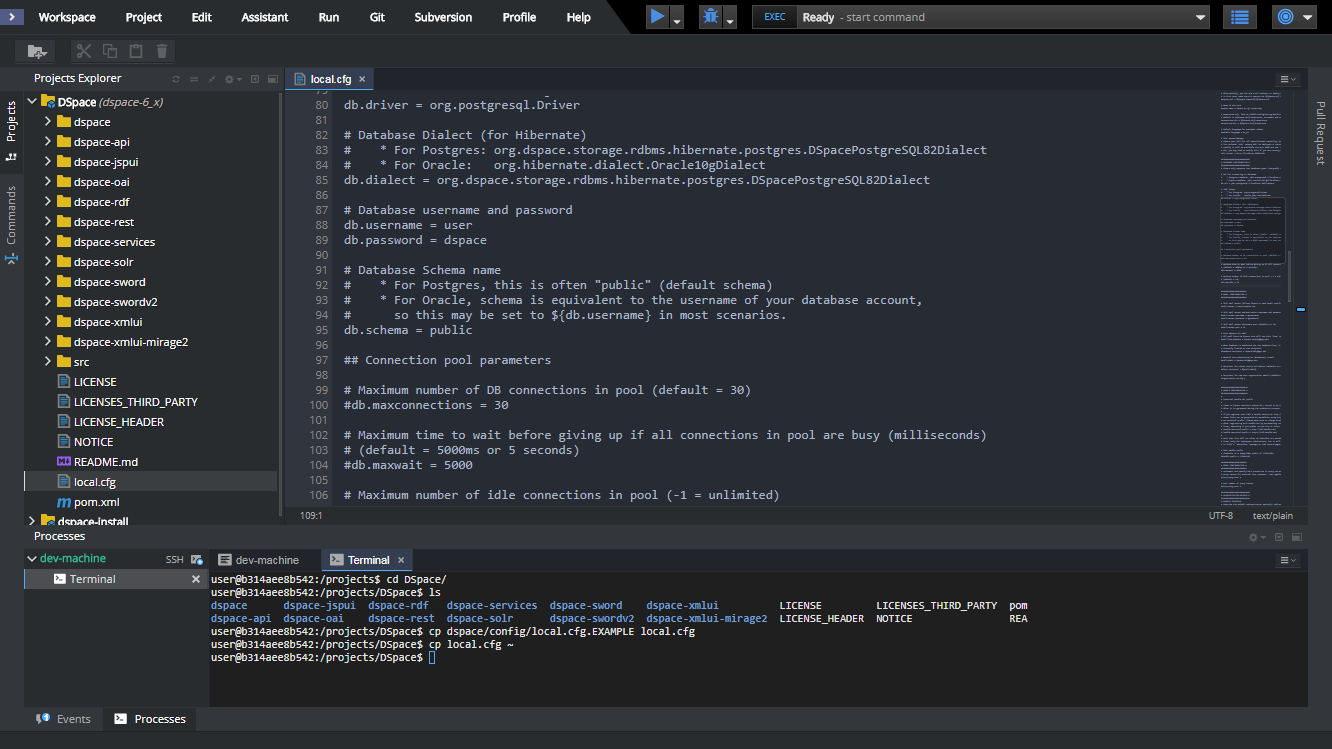 Workspace Project Edit Assistant Run Git Subversion Profile Help
EXEC Ready - start command
Projects Explorer
local.cfg ×
Projects
Commands
Pull Request
DSpace (dspace-6_x)
dspace
dspace-api
dspace-jspui
dspace-oai
dspace-rdf
dspace-rest
dspace-services
dspace-solr
dspace-sword
dspace-swordv2
dspace-xmlui
dspace-xmlui-mirage2
src
LICENSE
LICENSES_THIRD_PARTY
LICENSE_HEADER
NOTICE
README.md
local.cfg
pom.xml
dspace-install
80 db.driver = org.postgresql.Driver
81
82 # Database Dialect (for Hibernate)
83 #    * For Postgres: org.dspace.storage.rdbms.hibernate.postgres.DSpacePostgreSQL82Dialect
84 #    * For Oracle:   org.hibernate.dialect.Oracle10gDialect
85 db.dialect = org.dspace.storage.rdbms.hibernate.postgres.DSpacePostgreSQL82Dialect
86
87 # Database username and password
88 db.username = user
89 db.password = dspace
90
91 # Database Schema name
92 #    * For Postgres, this is often "public" (default schema)
93 #    * For Oracle, schema is equivalent to the username of your database account,
94 #      so this may be set to ${db.username} in most scenarios.
95 db.schema = public
96
97 ## Connection pool parameters
98
99 # Maximum number of DB connections in pool (default = 30)
100 #db.maxconnections = 30
101
102 # Maximum time to wait before giving up if all connections in pool are busy (milliseconds)
103 # (default = 5000ms or 5 seconds)
104 #db.maxwait = 5000
105
106 # Maximum number of idle connections in pool (-1 = unlimited)
109:1 UTF-8 text/plain
Processes
dev-machine SSH
Terminal ×
dev-machine Terminal ×
user@b314aee8b542:/projects$ cd DSpace/
user@b314aee8b542:/projects/DSpace$ ls
dspace dspace-jspui dspace-rdf dspace-services dspace-sword dspace-xmlui LICENSE LICENSES_THIRD_PARTY pom
dspace-api dspace-oai dspace-rest dspace-solr dspace-swordv2 dspace-xmlui-mirage2 LICENSE_HEADER NOTICE REA
user@b314aee8b542:/projects/DSpace$ cp dspace/config/local.cfg.EXAMPLE local.cfg
user@b314aee8b542:/projects/DSpace$ cp local.cfg ~
user@b314aee8b542:/projects/DSpace$
Events Processes